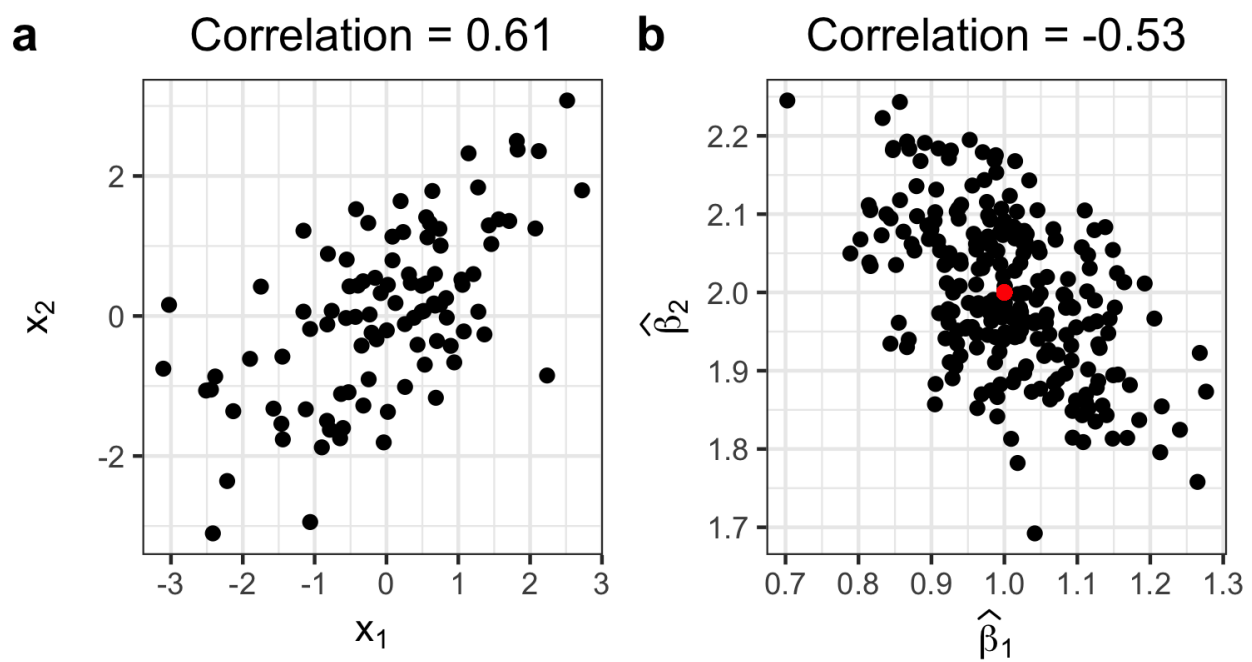 a Correlation = 0.61
2
0
-2
x₂
-3 -2 -1 0 1 2 3
x₁
b Correlation = -0.53
2.2
2.1
2.0
1.9
1.8
1.7
β̂₂
0.7 0.8 0.9 1.0 1.1 1.2 1.3
β̂₁